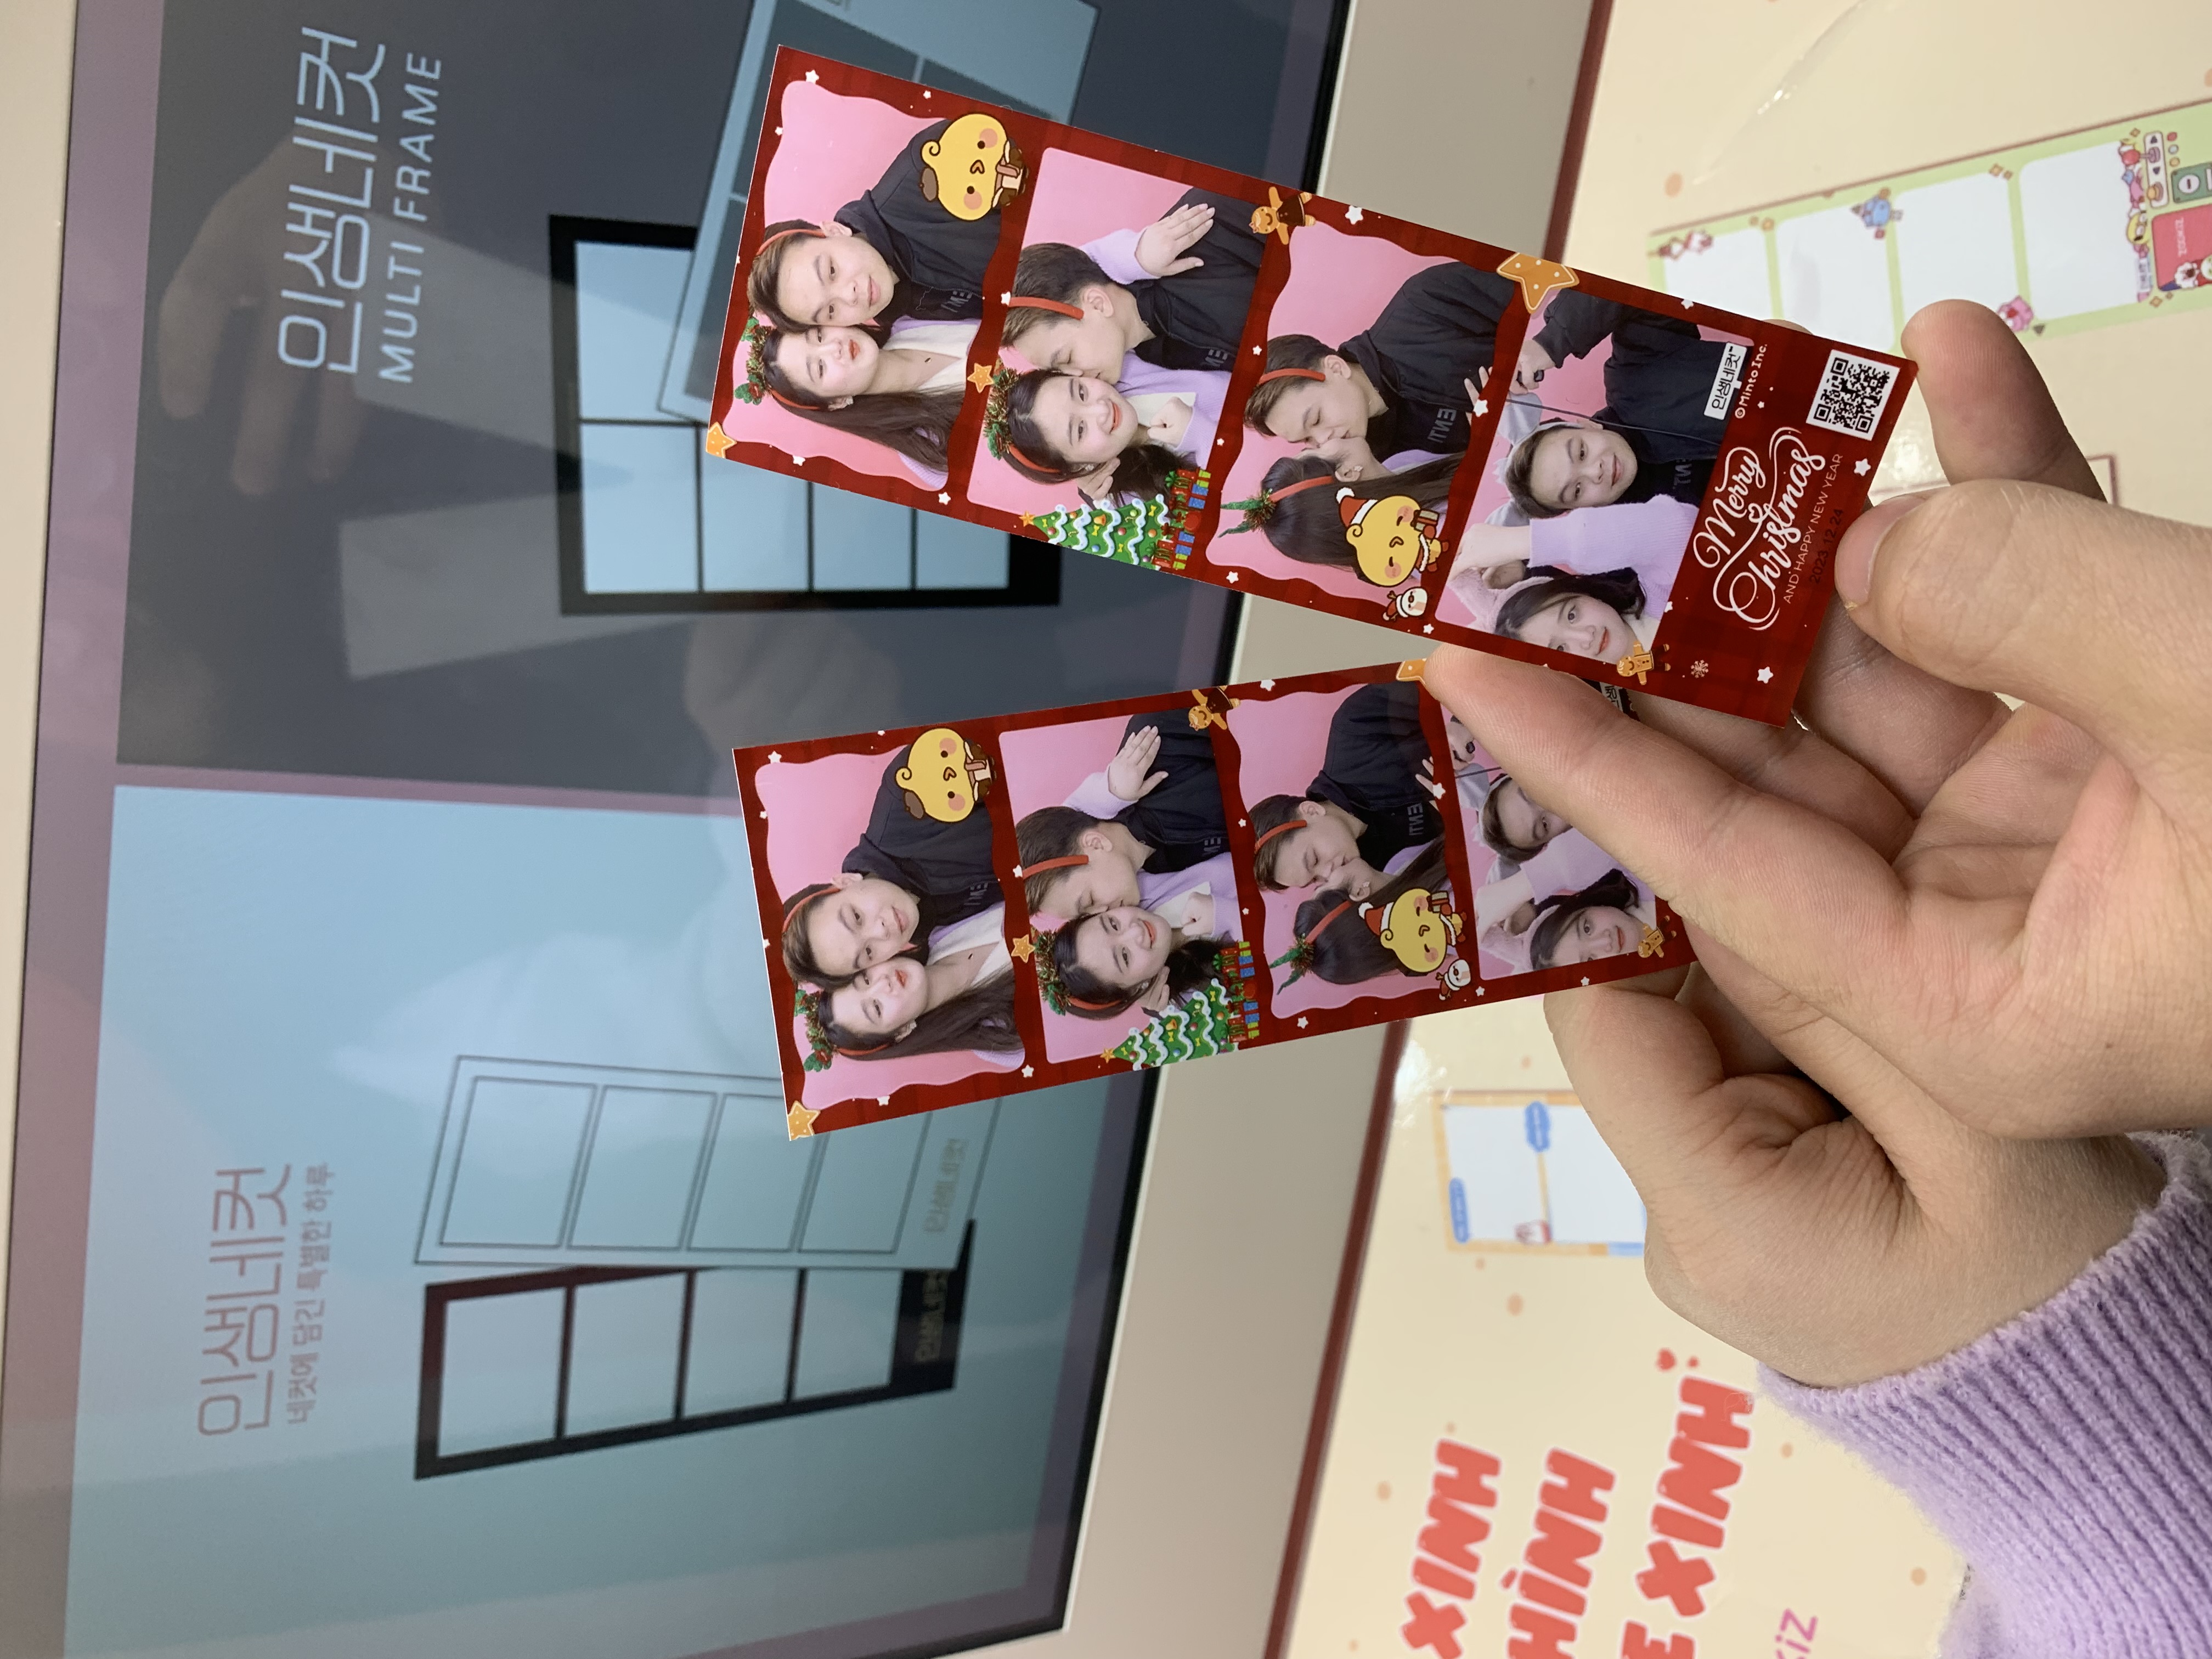 인생네컷
네컷에 담긴 특별한 하루
인생네컷
MULTI FRAME
인생네컷
인생네컷
XINH
HÌNH
E XINH
인생네컷
©Minto Inc.
Merry
Christmas
AND HAPPY NEW YEAR
2023.12.24